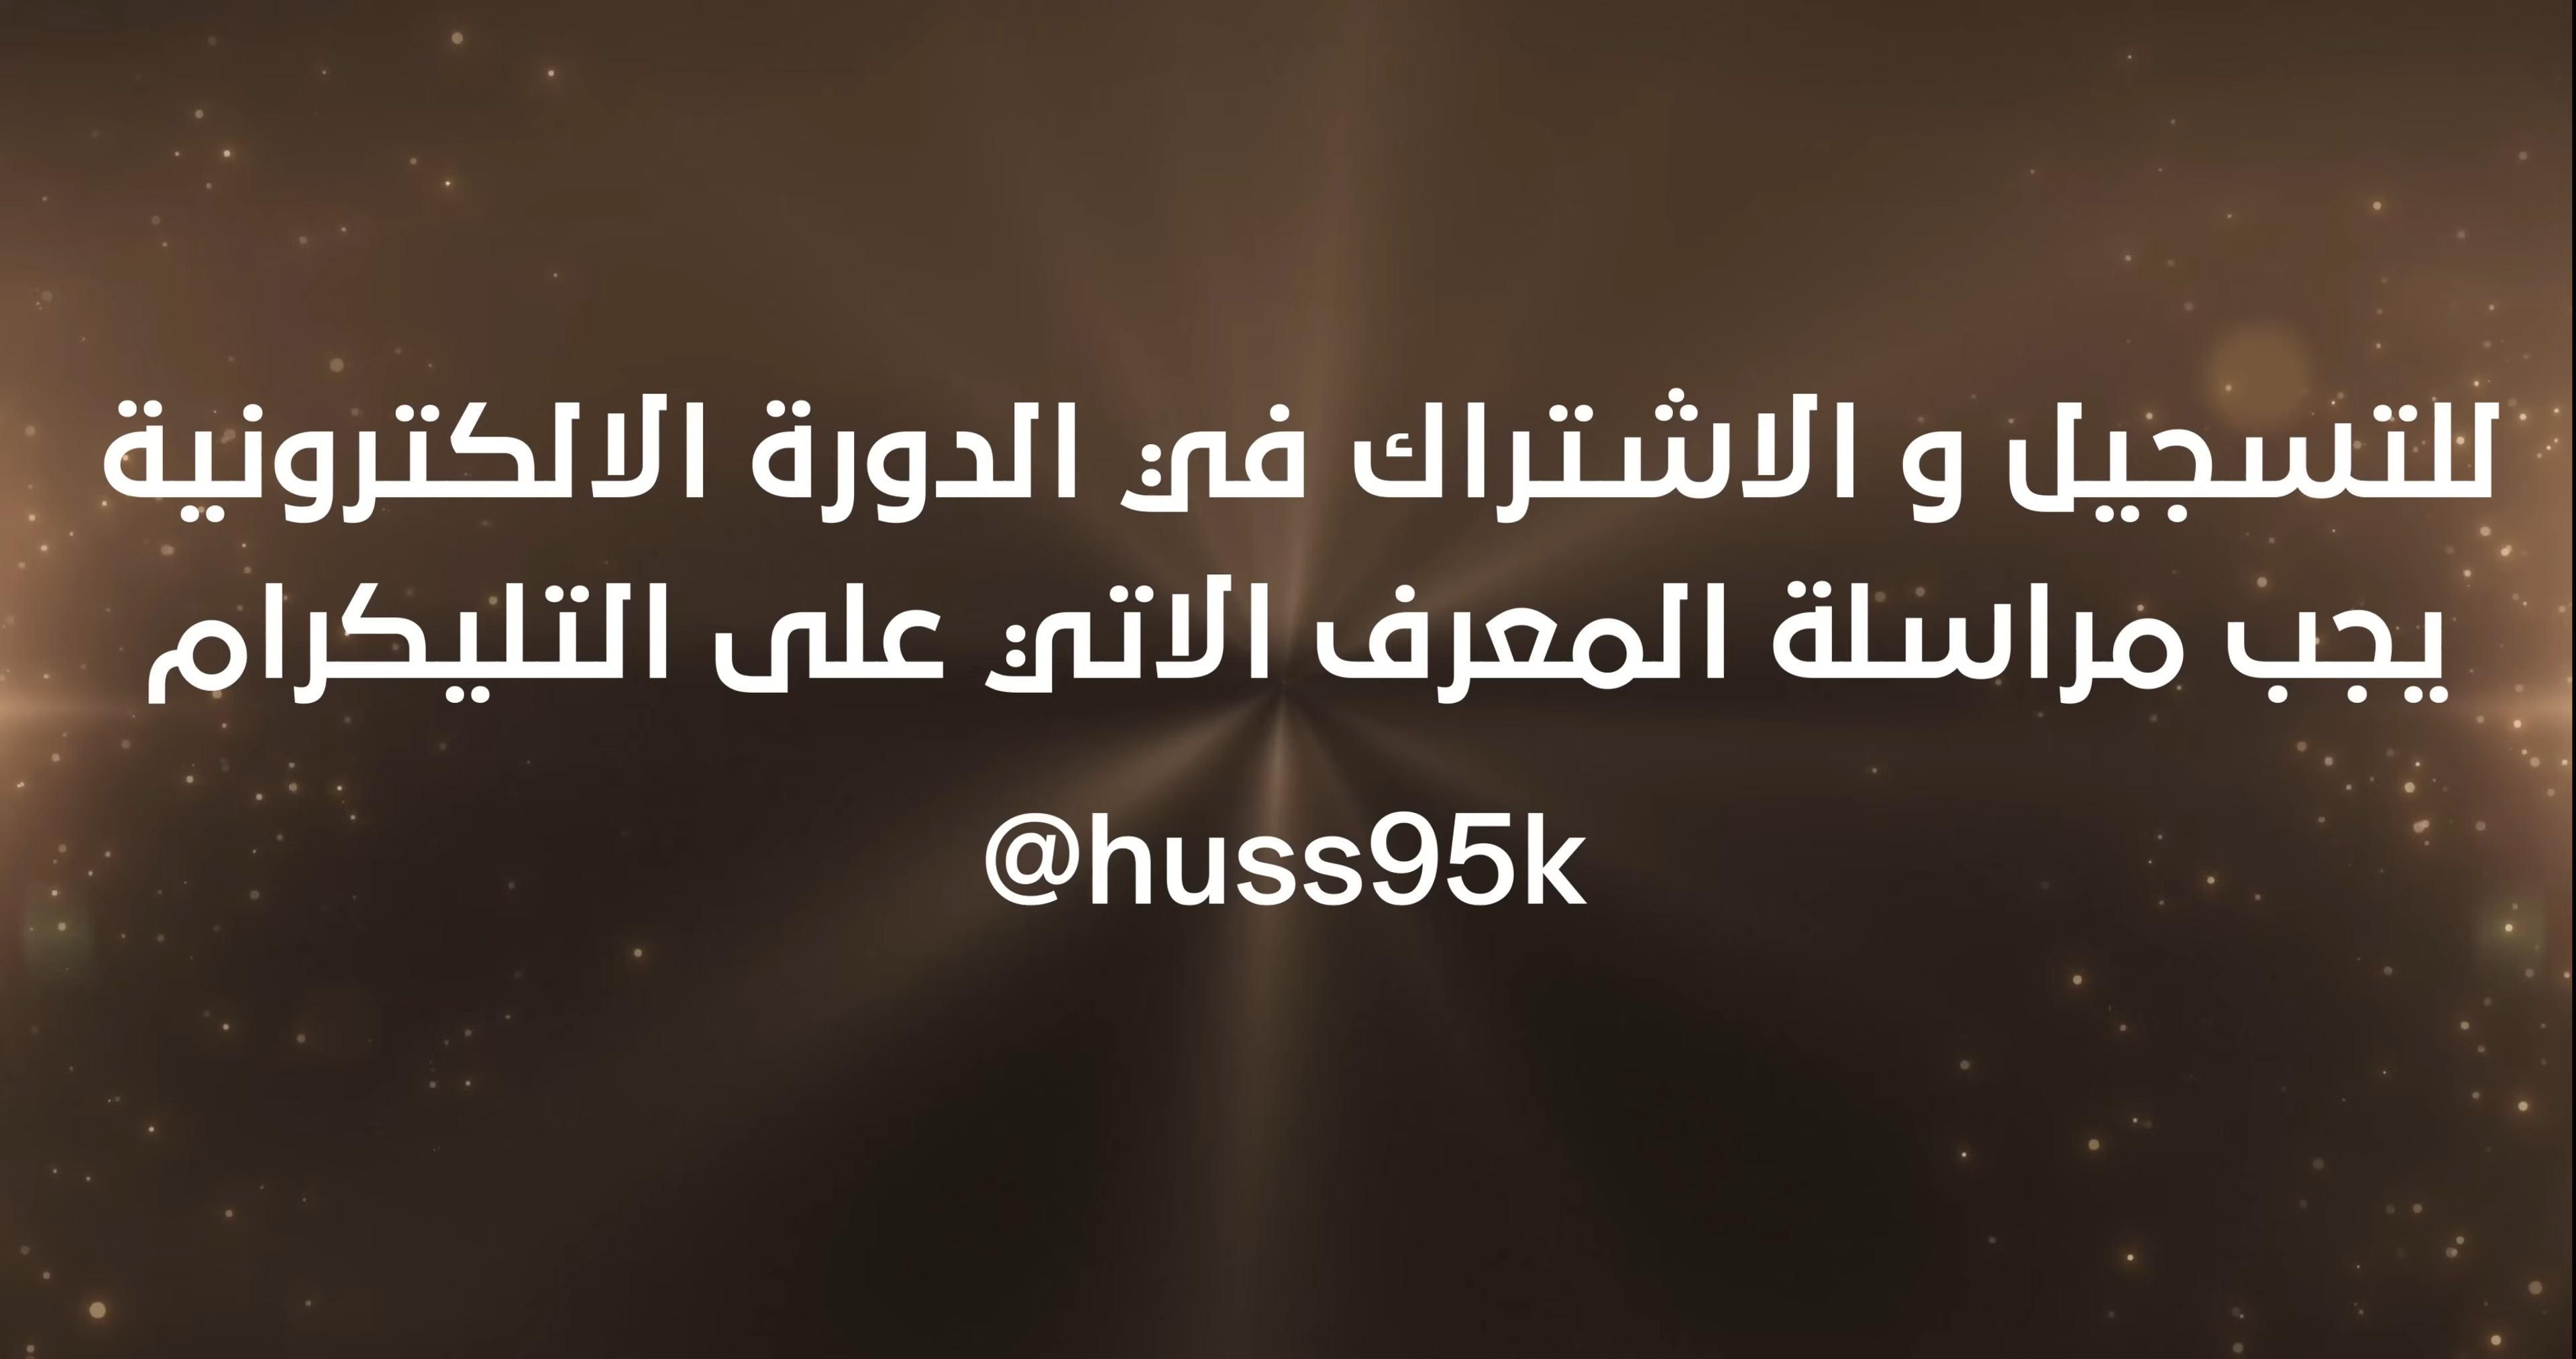 للتسجيل و الاشتراك في الدورة الالكترونية
يجب مراسلة المعرف الاتي على التليكرام
@huss95k